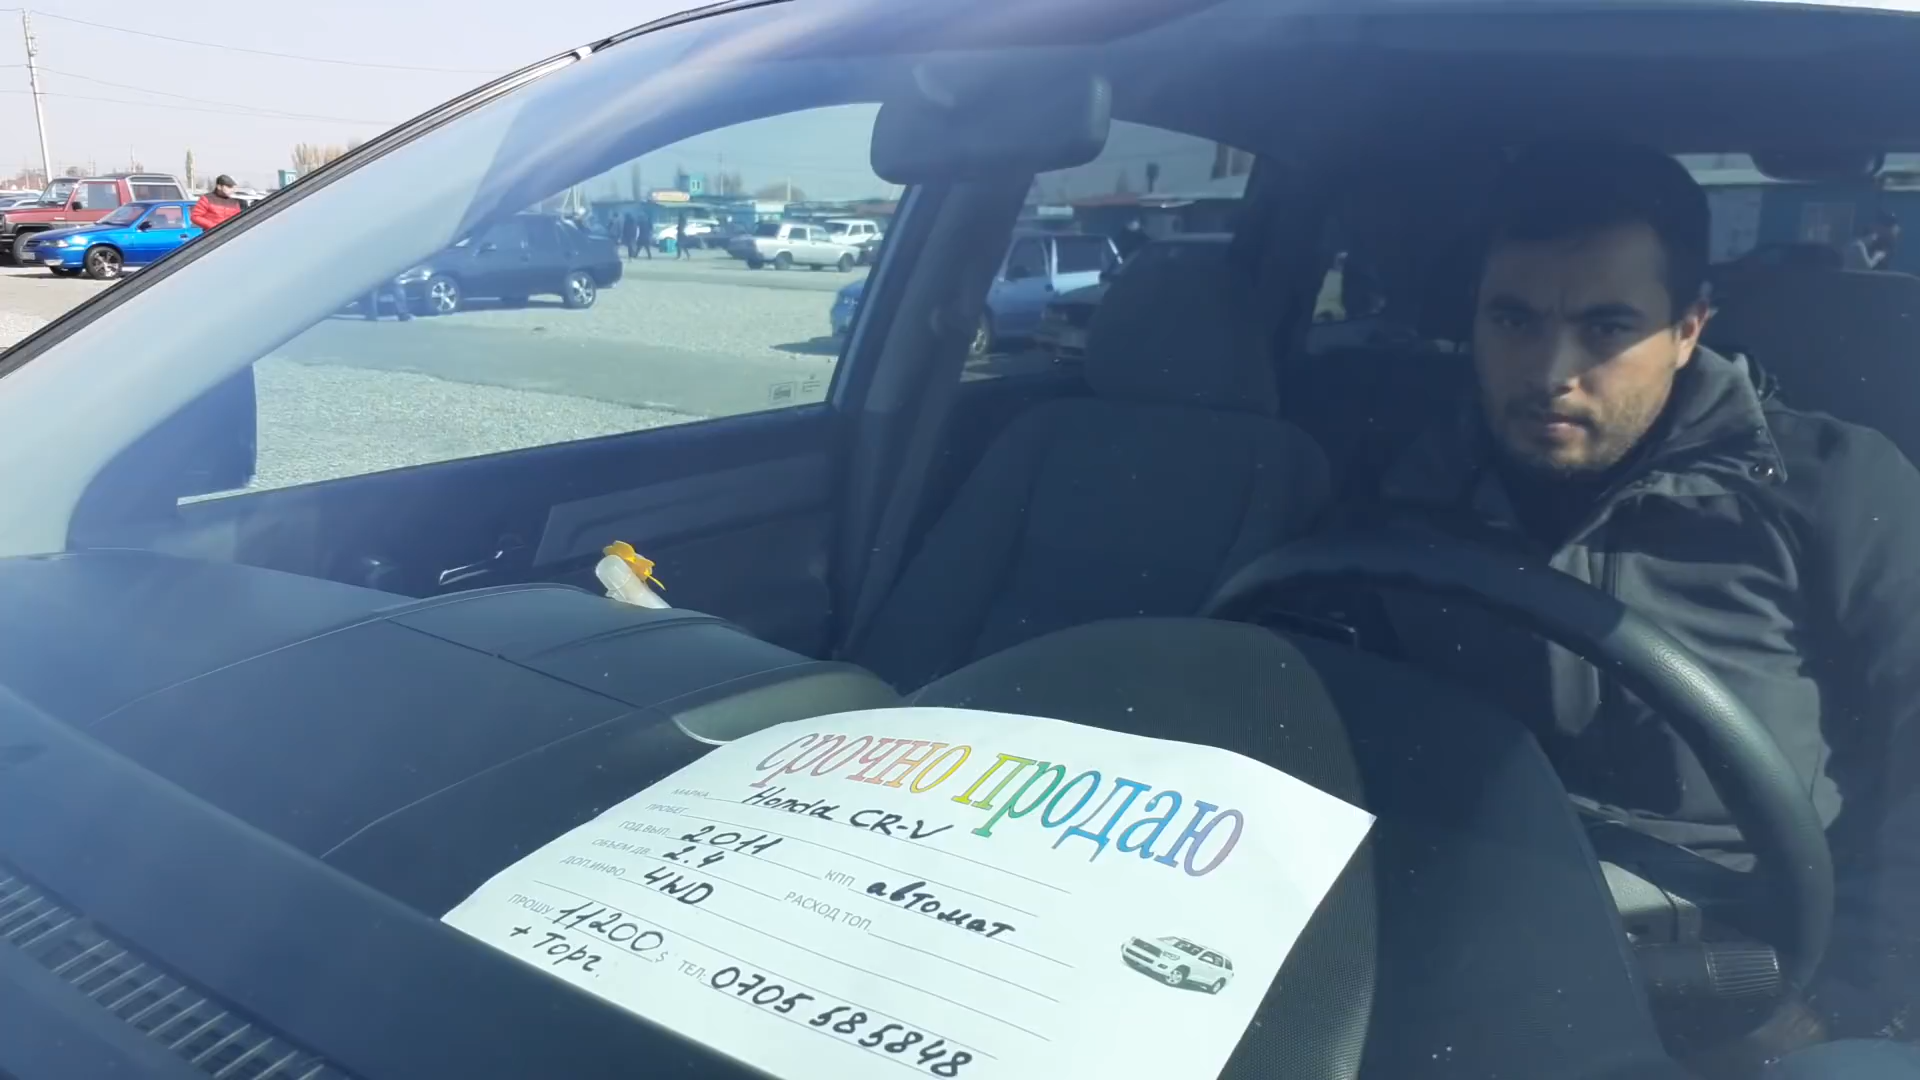 срочно продаю
МАРКА Honda CR-V
ПРОБЕГ
ГОД.ВЫП. 2011 КПП автомат
ОБЪЕМ ДВ. 2.4 РАСХОД ТОП.
ДОП.ИНФО 4WD
ПРОШУ 11200 $ ТЕЛ: 0705 585848
+ Торг.